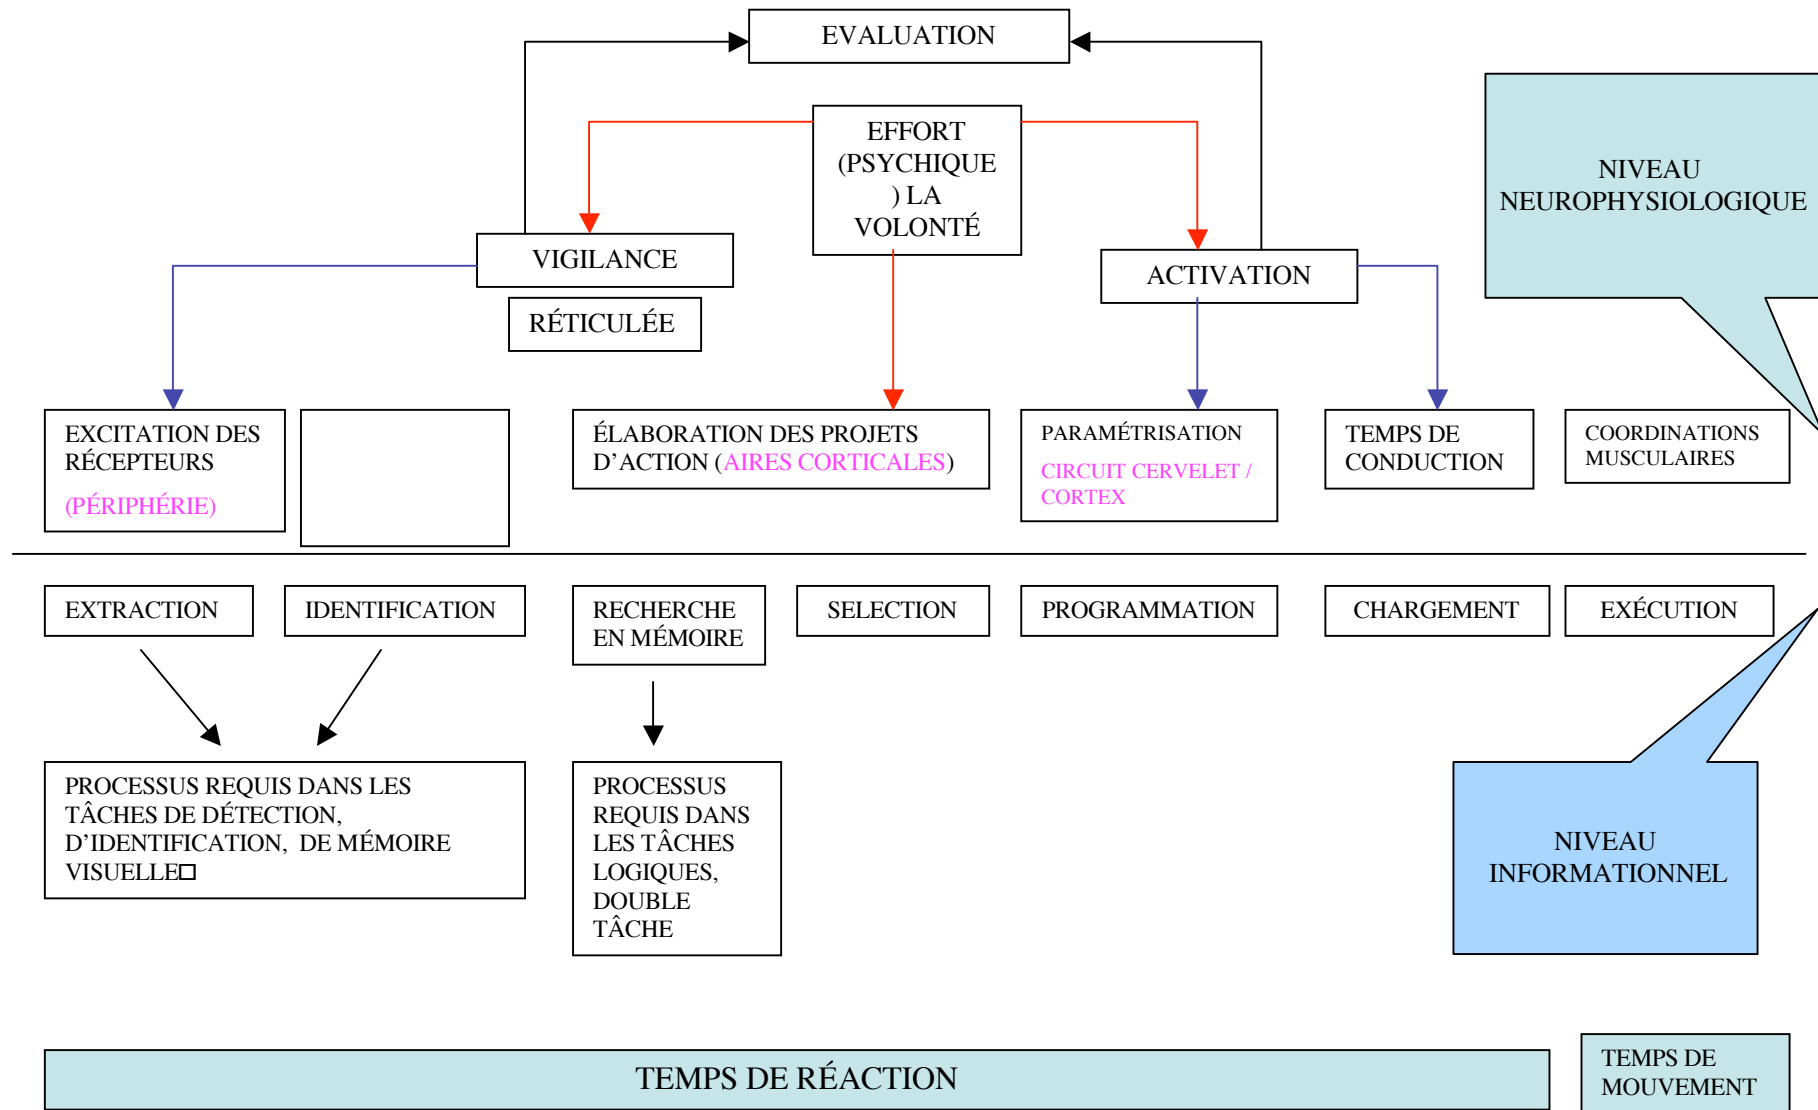 EVALUATION
EFFORT
(PSYCHIQUE
) LA
VOLONTÉ
NIVEAU
NEUROPHYSIOLOGIQUE
VIGILANCE
ACTIVATION
RÉTICULÉE
EXCITATION DES
RÉCEPTEURS
(PÉRIPHÉRIE)
ÉLABORATION DES PROJETS
D’ACTION (AIRES CORTICALES)
PARAMÉTRISATION
CIRCUIT CERVELET /
CORTEX
TEMPS DE
CONDUCTION
COORDINATIONS
MUSCULAIRES
EXTRACTION
IDENTIFICATION
RECHERCHE
EN MÉMOIRE
SELECTION
PROGRAMMATION
CHARGEMENT
EXÉCUTION
PROCESSUS REQUIS DANS LES
TÂCHES DE DÉTECTION,
D’IDENTIFICATION, DE MÉMOIRE
VISUELLE□
PROCESSUS
REQUIS DANS
LES TÂCHES
LOGIQUES,
DOUBLE
TÂCHE
NIVEAU
INFORMATIONNEL
TEMPS DE RÉACTION
TEMPS DE
MOUVEMENT